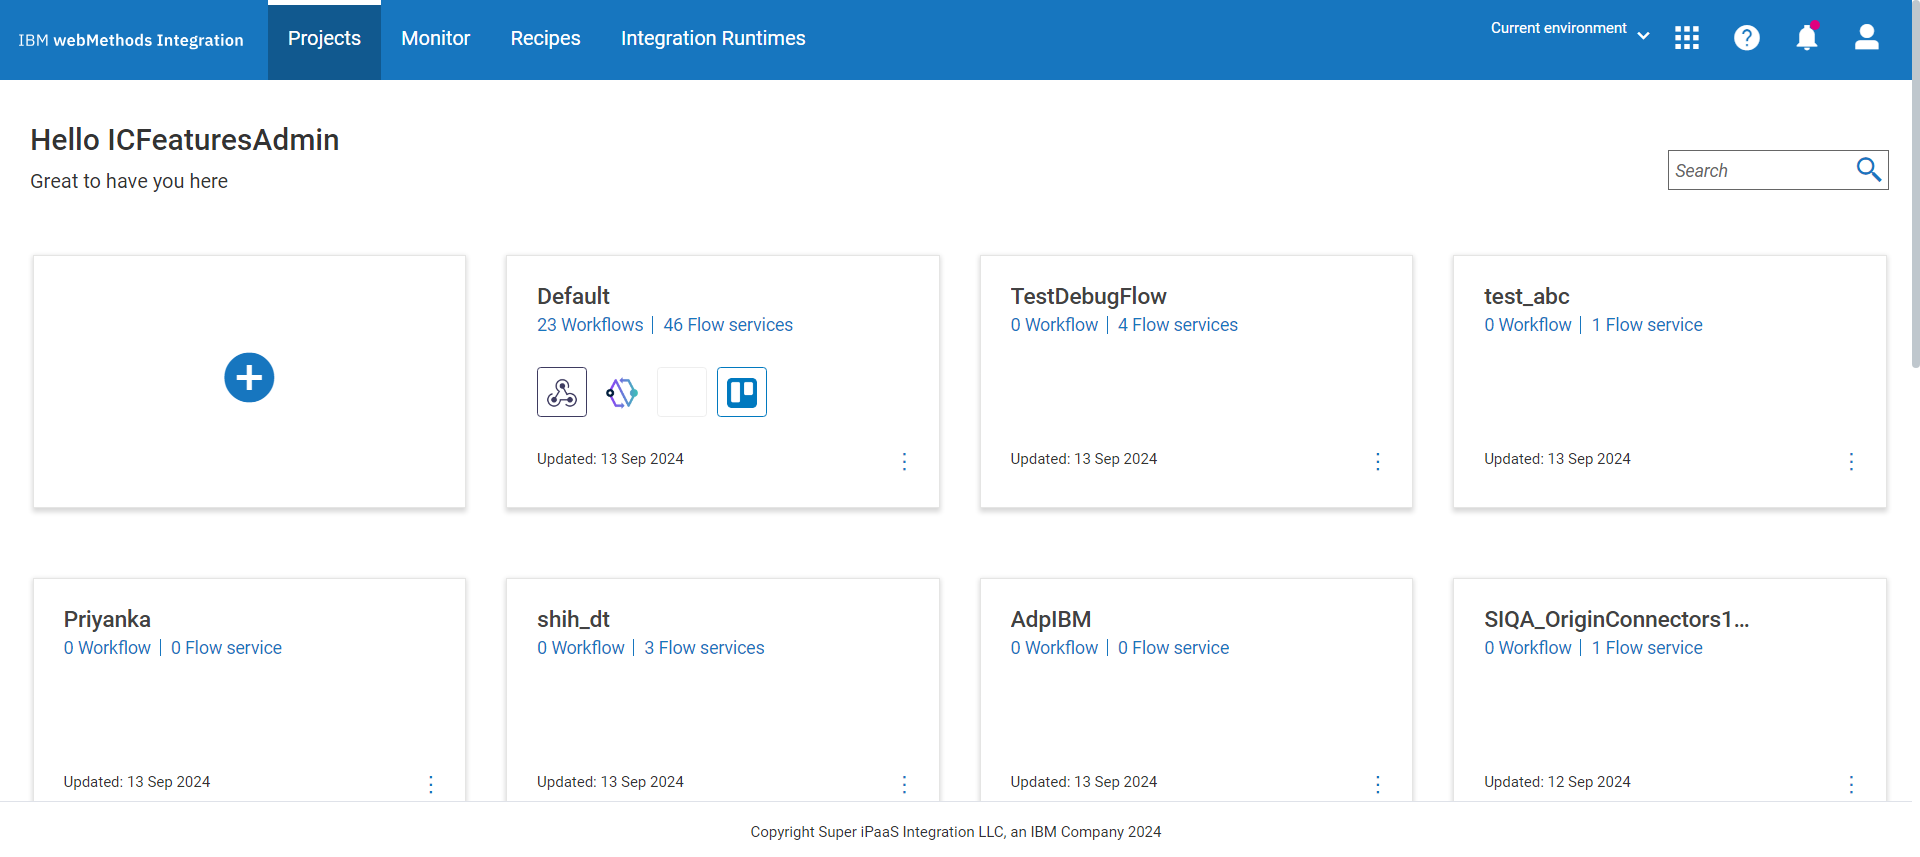 IBM webMethods Integration
Projects
Monitor
Recipes
Integration Runtimes
Current environment
Hello ICFeaturesAdmin
Great to have you here
Search
Default
23 Workflows | 46 Flow services
Updated: 13 Sep 2024
TestDebugFlow
0 Workflow | 4 Flow services
Updated: 13 Sep 2024
test_abc
0 Workflow | 1 Flow service
Updated: 13 Sep 2024
Priyanka
0 Workflow | 0 Flow service
Updated: 13 Sep 2024
shih_dt
0 Workflow | 3 Flow services
Updated: 13 Sep 2024
AdpIBM
0 Workflow | 0 Flow service
Updated: 13 Sep 2024
SIQA_OriginConnectors1...
0 Workflow | 1 Flow service
Updated: 12 Sep 2024
Copyright Super iPaaS Integration LLC, an IBM Company 2024